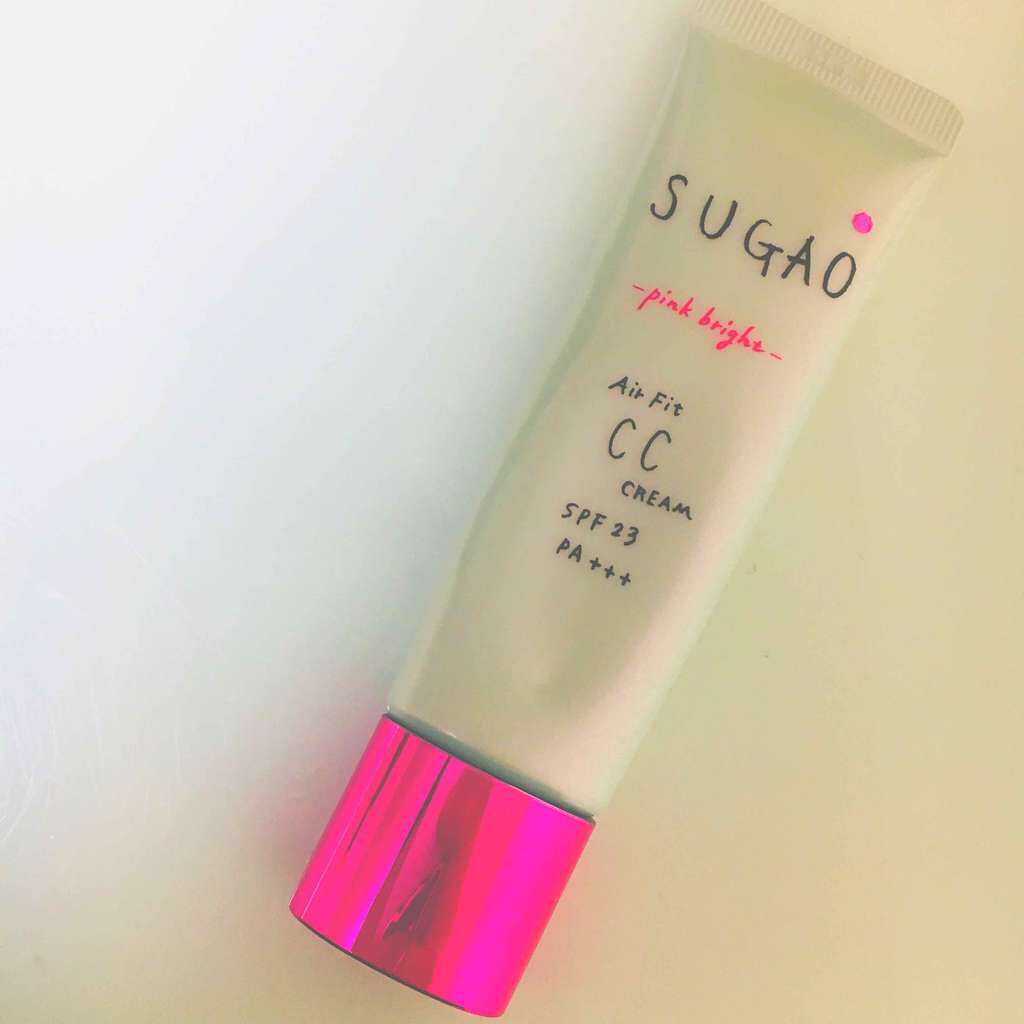 SUGAO
-pink bright-
Air Fit
CC
CREAM
SPF 23
PA+++